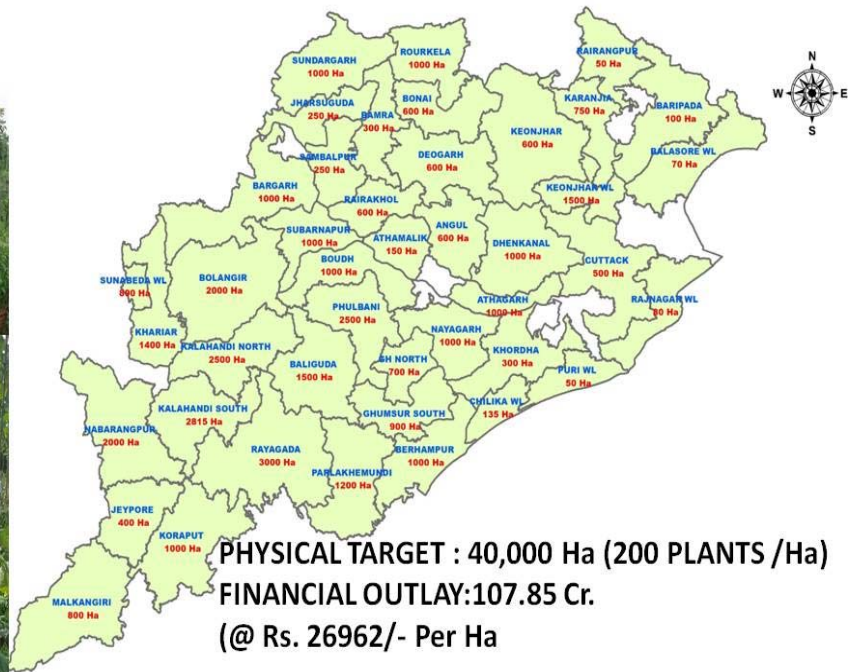 N
W E
S
SUNDARGARH
1000 Ha
ROURKELA
1000 Ha
RAIRANGPUR
50 Ha
JHARSUGUDA
250 Ha
BAMRA
300 Ha
BONAI
600 Ha
KARANJIA
750 Ha
BARIPADA
100 Ha
KEONJHAR
600 Ha
SAMBALPUR
250 Ha
DEOGARH
600 Ha
BALASORE WL
70 Ha
BARGARH
1000 Ha
RAIRAKHOL
600 Ha
KEONJHAR WL
1500 Ha
SUBARNAPUR
1000 Ha
ATHAMALIK
150 Ha
ANGUL
600 Ha
DHENKANAL
1000 Ha
CUTTACK
500 Ha
BOUDH
1000 Ha
SUNABEDA WL
800 Ha
BOLANGIR
2000 Ha
PHULBANI
2500 Ha
ATHAGARH
1000 Ha
RAJNAGAR WL
80 Ha
KHARIAR
1400 Ha
KALAHANDI NORTH
2500 Ha
NAYAGARH
1000 Ha
KHORDHA
300 Ha
BALIGUDA
1500 Ha
GH NORTH
700 Ha
PURI WL
50 Ha
NABARANGPUR
2000 Ha
KALAHANDI SOUTH
2815 Ha
GHUMSUR SOUTH
900 Ha
CHILIKA WL
135 Ha
RAYAGADA
3000 Ha
BERHAMPUR
1000 Ha
PARLAKHEMUNDI
1200 Ha
JEYPORE
400 Ha
KORAPUT
1000 Ha
MALKANGIRI
800 Ha
PHYSICAL TARGET : 40,000 Ha (200 PLANTS /Ha)
FINANCIAL OUTLAY:107.85 Cr.
(@ Rs. 26962/- Per Ha